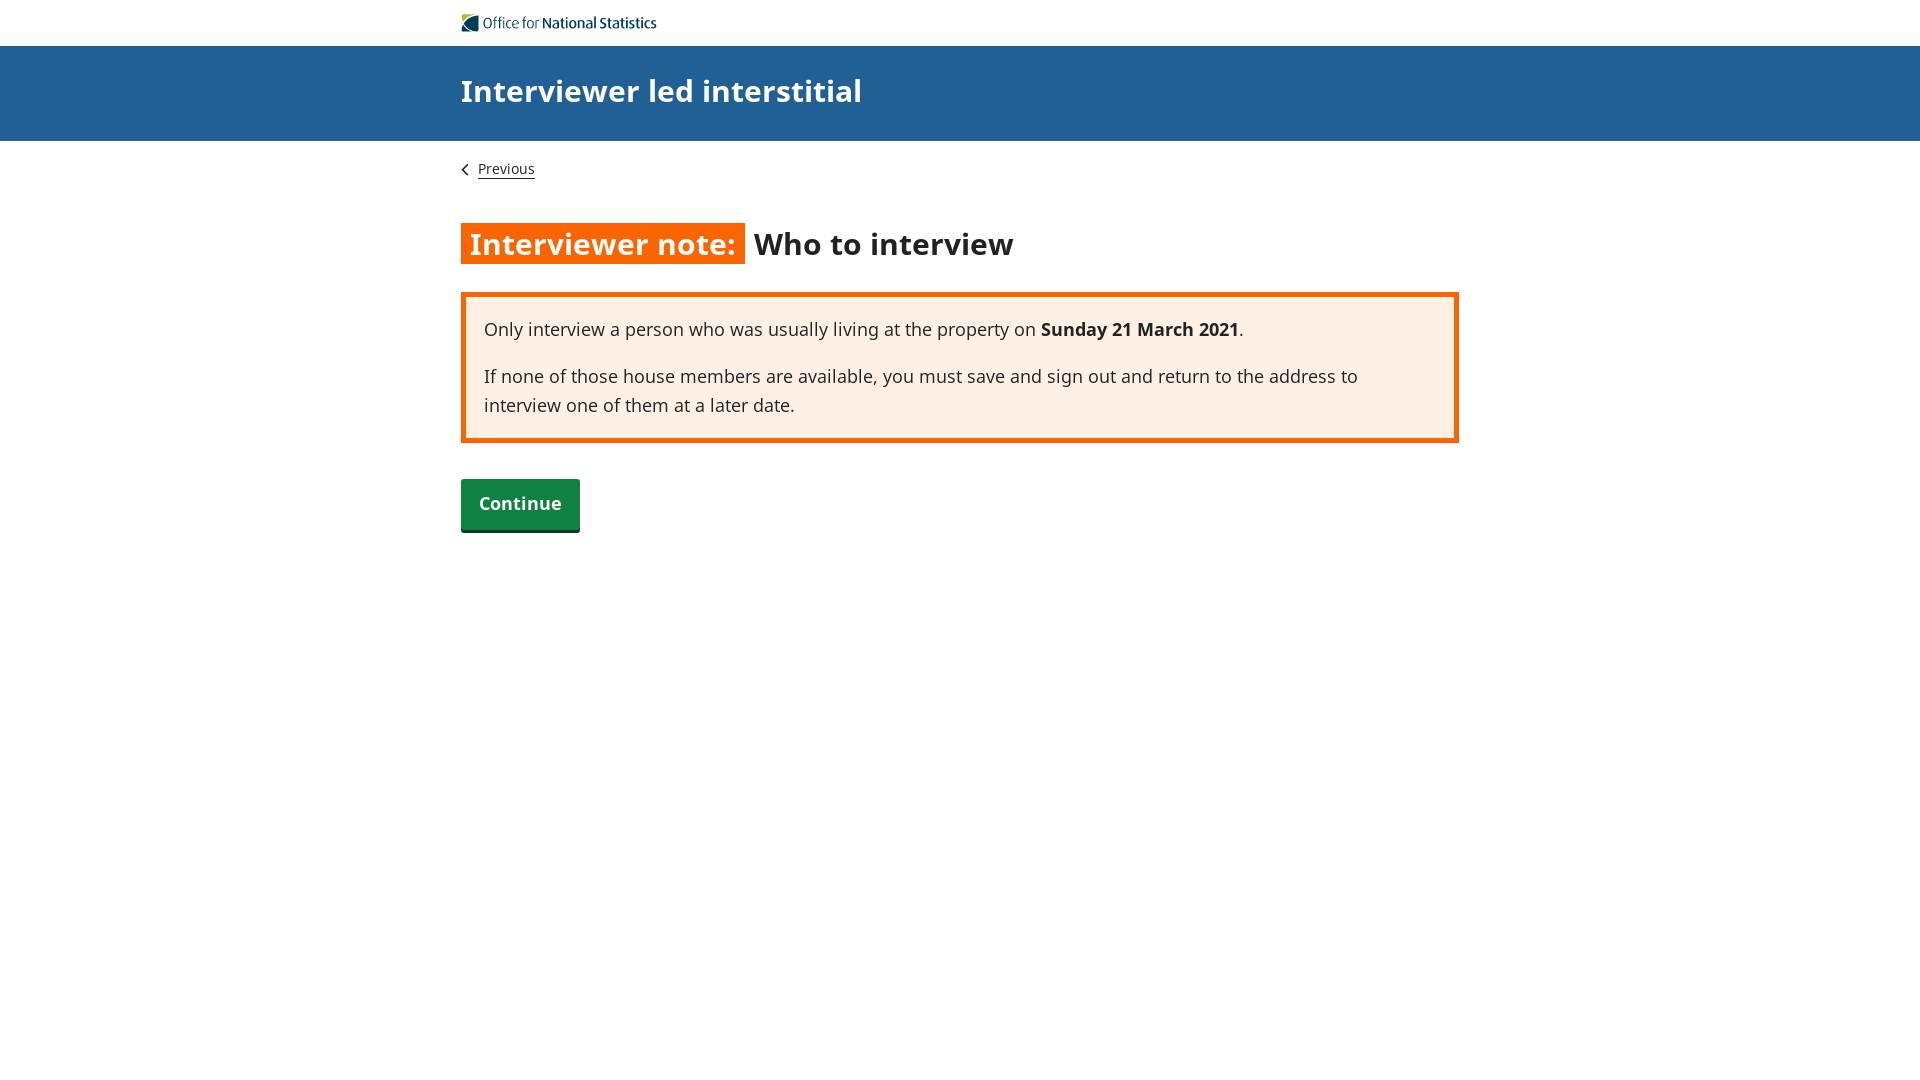 Office for National Statistics
Interviewer led interstitial
Previous
Interviewer note: Who to interview
Only interview a person who was usually living at the property on Sunday 21 March 2021.
If none of those house members are available, you must save and sign out and return to the address to
interview one of them at a later date.
Continue